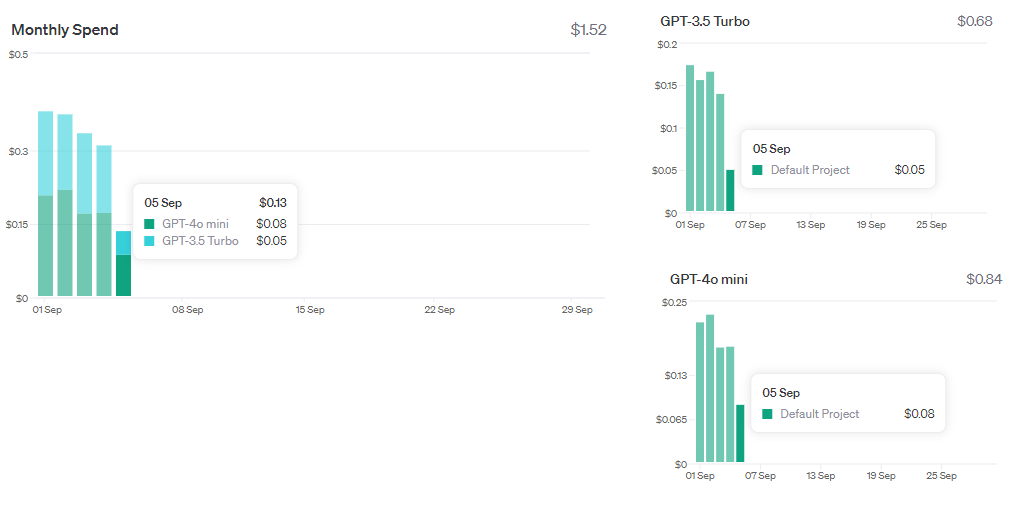 Monthly Spend $1.52
$0.5
$0.3
$0.15
$0
01 Sep 08 Sep 15 Sep 22 Sep 29 Sep
05 Sep $0.13
GPT-4o mini $0.08
GPT-3.5 Turbo $0.05
GPT-3.5 Turbo $0.68
$0.2
$0.15
$0.1
$0.05
$0
01 Sep 07 Sep 13 Sep 19 Sep 25 Sep
05 Sep
Default Project $0.05
GPT-4o mini $0.84
$0.25
$0.13
$0.065
$0
01 Sep 07 Sep 13 Sep 19 Sep 25 Sep
05 Sep
Default Project $0.08